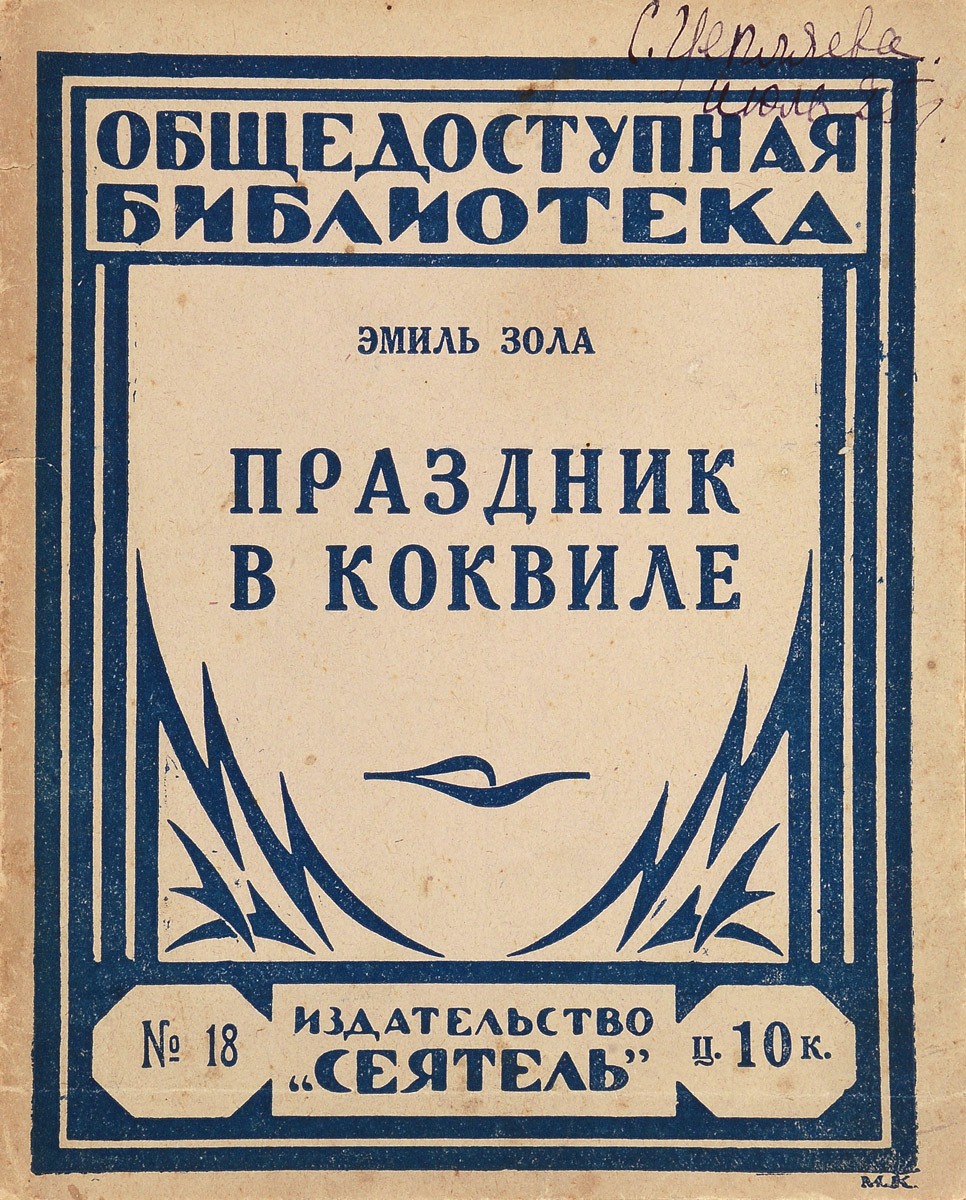 ОБЩЕДОСТУПНАЯ
БИБЛИОТЕКА
ЭМИЛЬ ЗОЛА
ПРАЗДНИК
В КОКВИЛЕ
№ 18
ИЗДАТЕЛЬСТВО
„СЕЯТЕЛЬ”
ц. 10 к.
М.К.